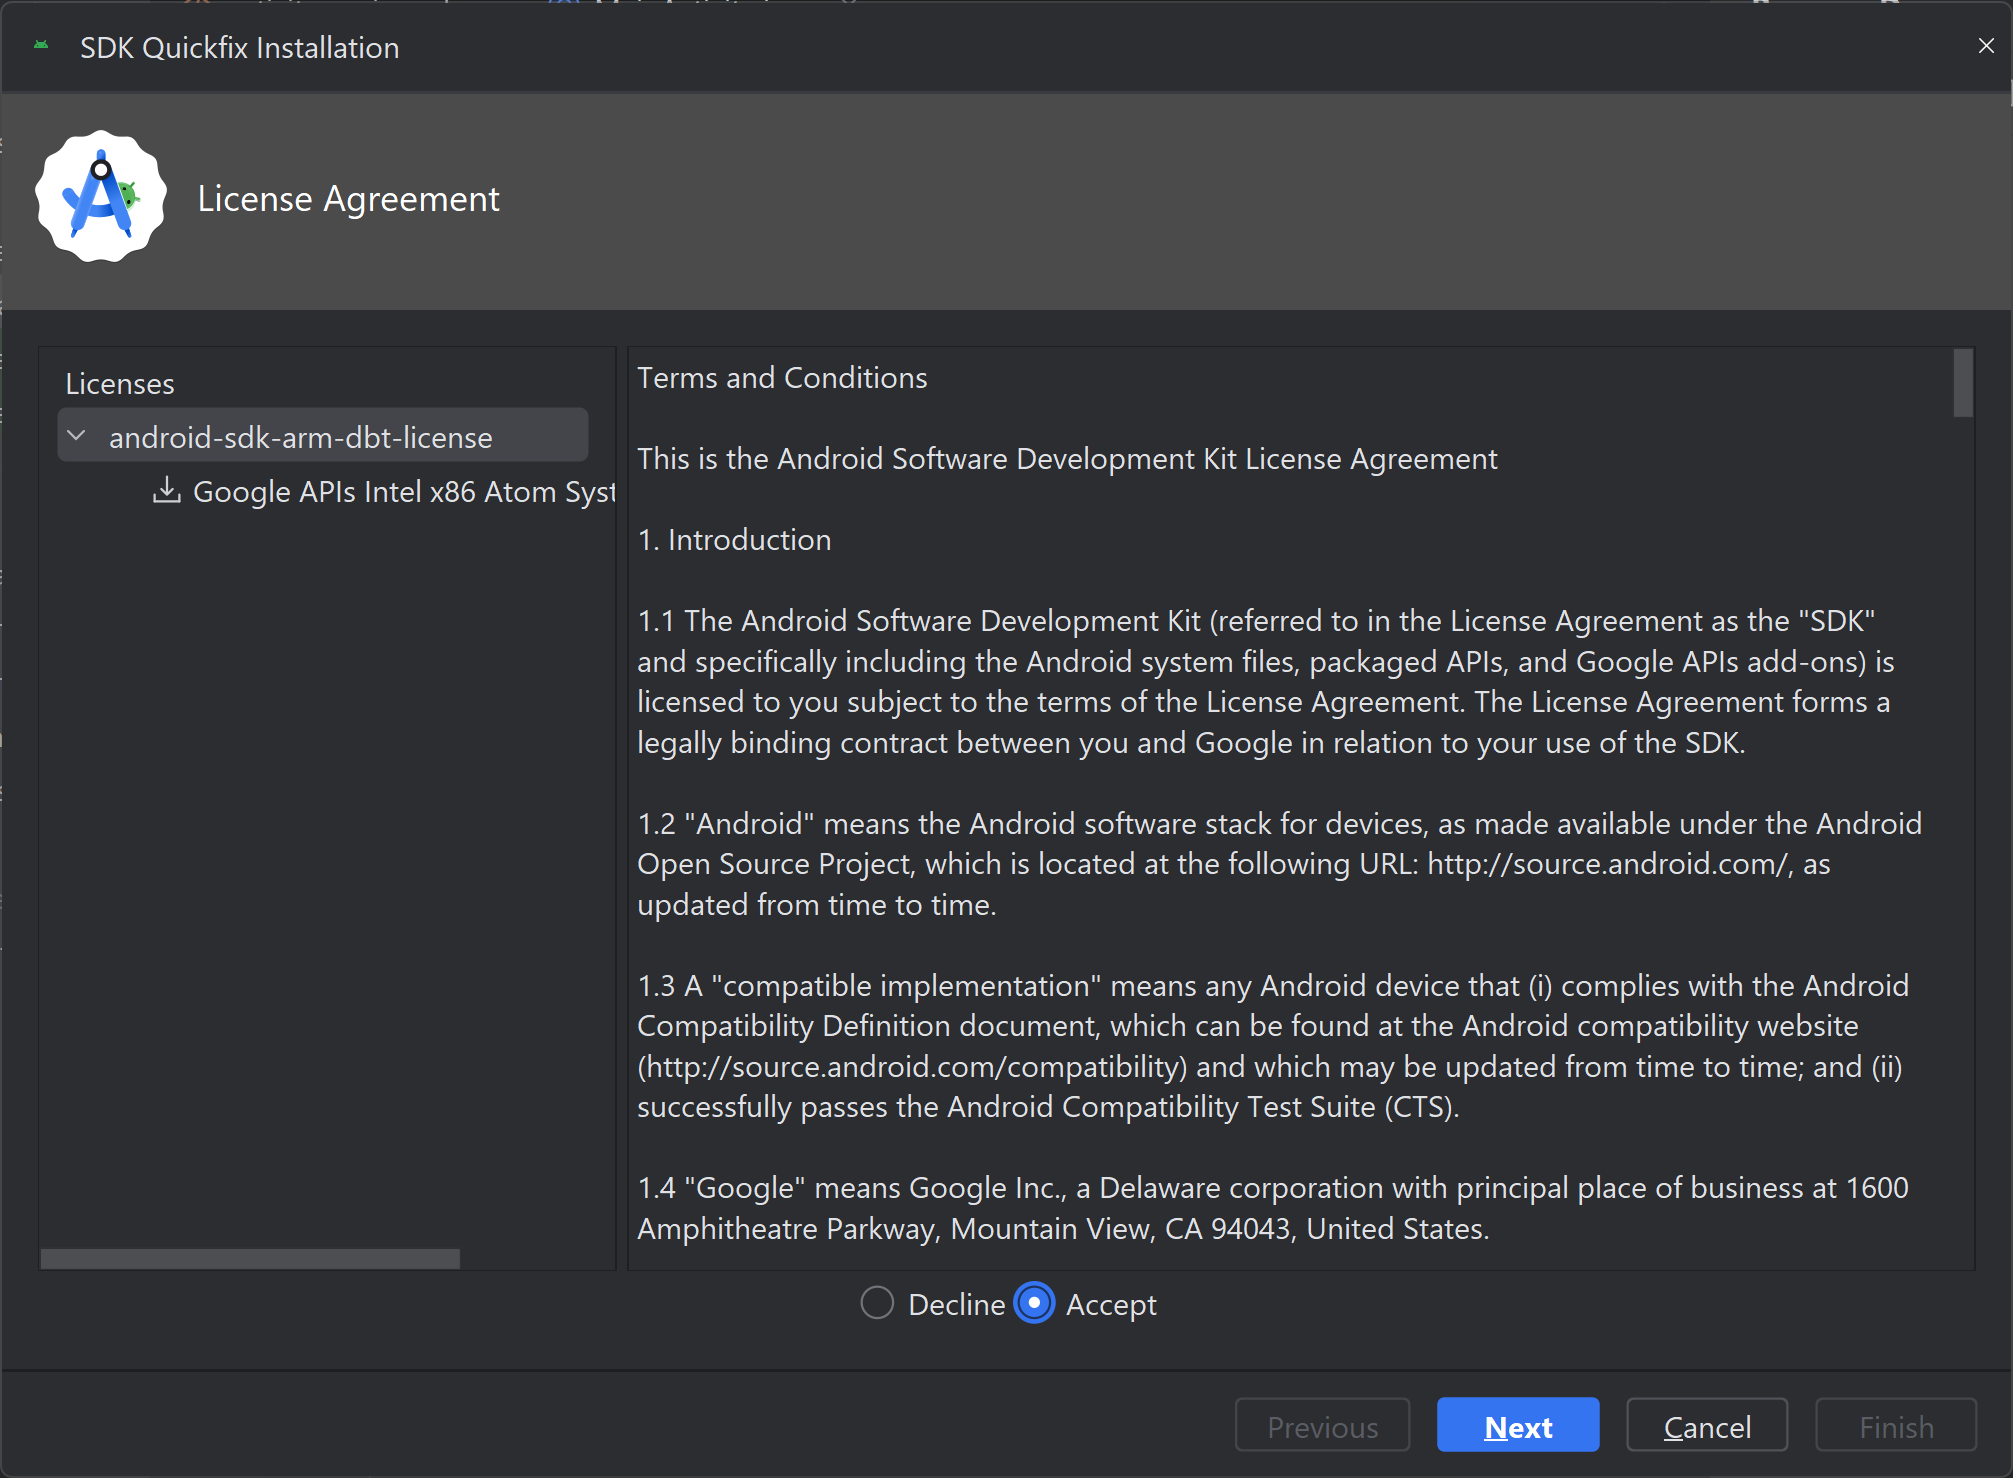 SDK Quickfix Installation
License Agreement
Licenses
android-sdk-arm-dbt-license
Google APIs Intel x86 Atom Syst
Terms and Conditions
This is the Android Software Development Kit License Agreement
1. Introduction
1.1 The Android Software Development Kit (referred to in the License Agreement as the "SDK"
and specifically including the Android system files, packaged APIs, and Google APIs add-ons) is
licensed to you subject to the terms of the License Agreement. The License Agreement forms a
legally binding contract between you and Google in relation to your use of the SDK.
1.2 "Android" means the Android software stack for devices, as made available under the Android
Open Source Project, which is located at the following URL: http://source.android.com/, as
updated from time to time.
1.3 A "compatible implementation" means any Android device that (i) complies with the Android
Compatibility Definition document, which can be found at the Android compatibility website
(http://source.android.com/compatibility) and which may be updated from time to time; and (ii)
successfully passes the Android Compatibility Test Suite (CTS).
1.4 "Google" means Google Inc., a Delaware corporation with principal place of business at 1600
Amphitheatre Parkway, Mountain View, CA 94043, United States.
Decline Accept
Previous Next Cancel Finish